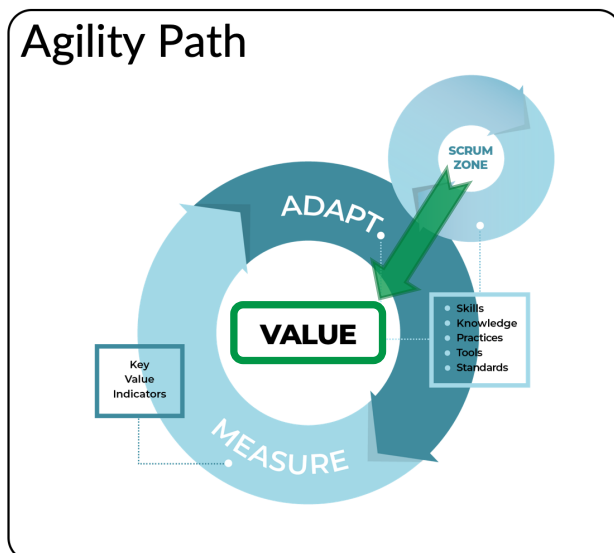 Agility Path
SCRUM
ZONE
ADAPT
VALUE
Skills
Knowledge
Practices
Tools
Standards
Key
Value
Indicators
MEASURE